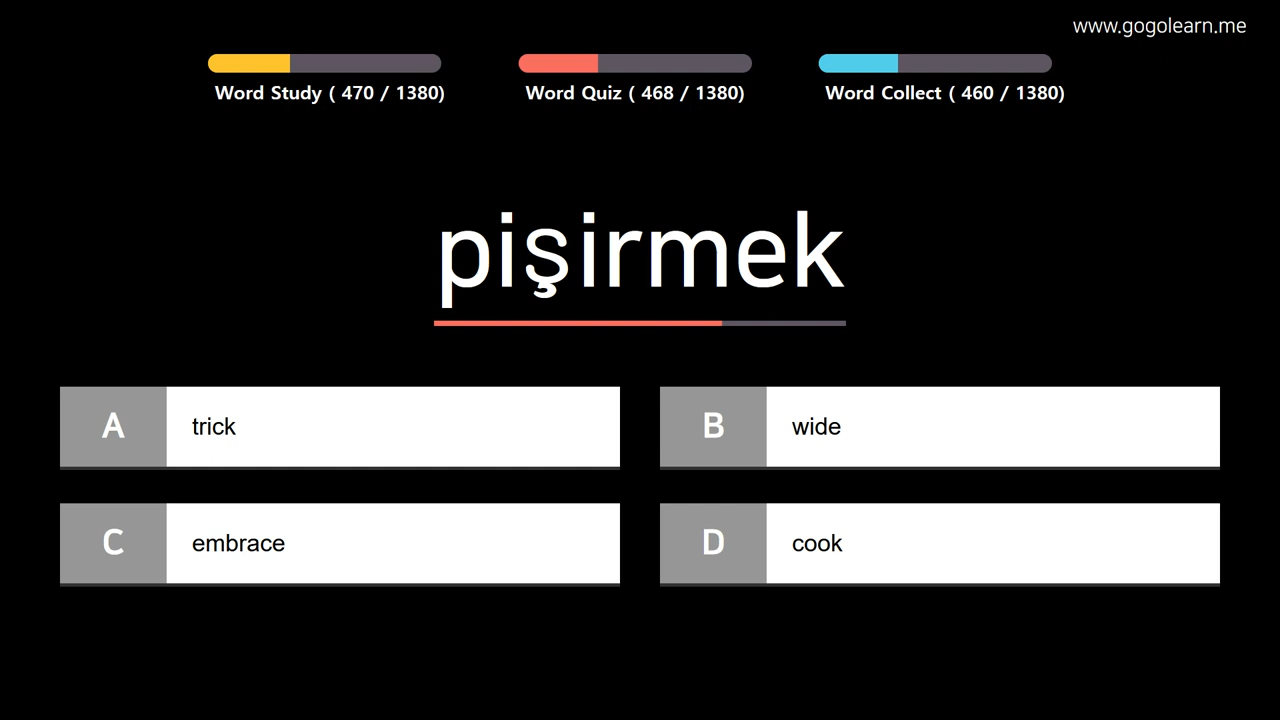 www.gogolearn.me
Word Study ( 470 / 1380)
Word Quiz ( 468 / 1380)
Word Collect ( 460 / 1380)
pişirmek
A trick
B wide
C embrace
D cook